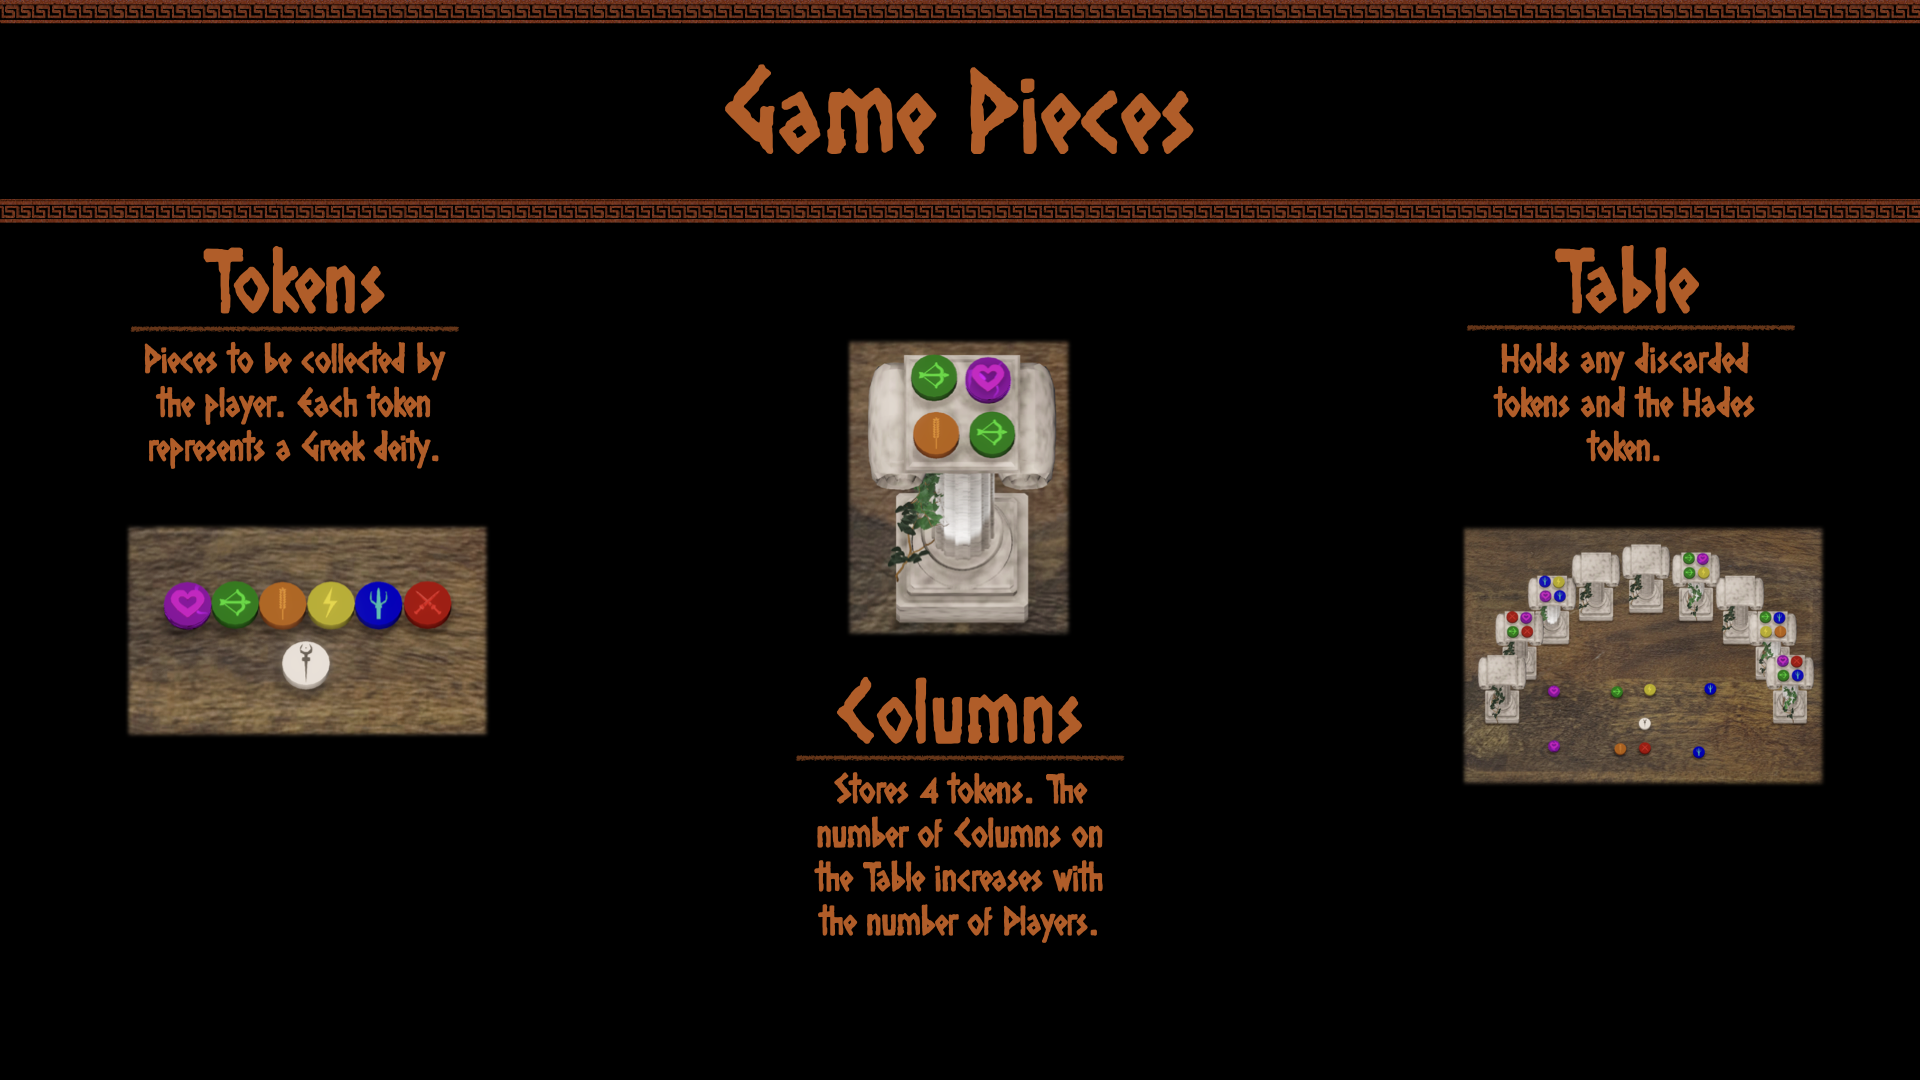 Game Pieces
Tokens
Pieces to be collected by
the player. Each token
represents a Greek deity.
Columns
Stores 4 tokens. The
number of Columns on
the Table increases with
the number of Players.
Table
Holds any discarded
tokens and the Hades
token.